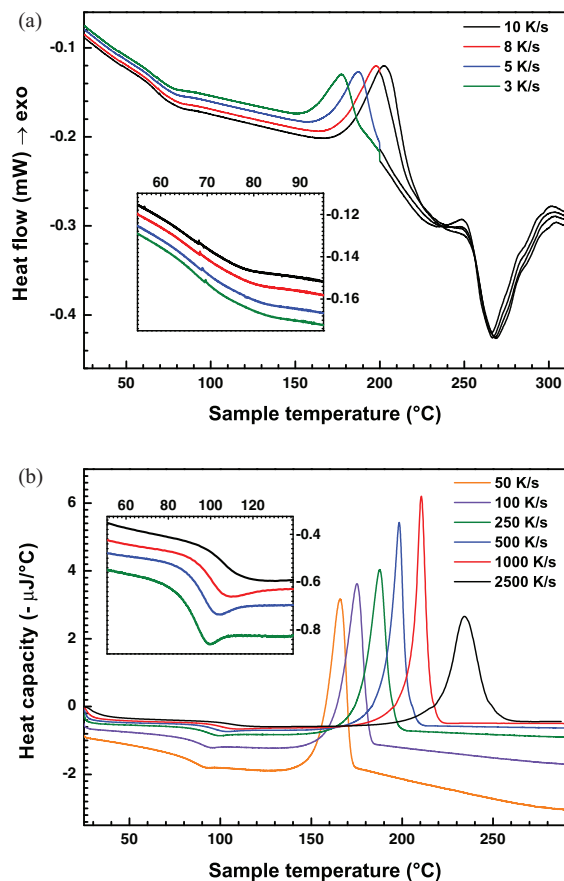 (a)
10 K/s
8 K/s
5 K/s
3 K/s
-0.1
-0.2
-0.3
-0.4
Heat flow (mW) → exo
60 70 80 90
-0.12
-0.14
-0.16
50 100 150 200 250 300
Sample temperature (°C)
(b)
50 K/s
100 K/s
250 K/s
500 K/s
1000 K/s
2500 K/s
6
4
2
0
-2
Heat capacity (- µJ/°C)
60 80 100 120
-0.4
-0.6
-0.8
50 100 150 200 250
Sample temperature (°C)